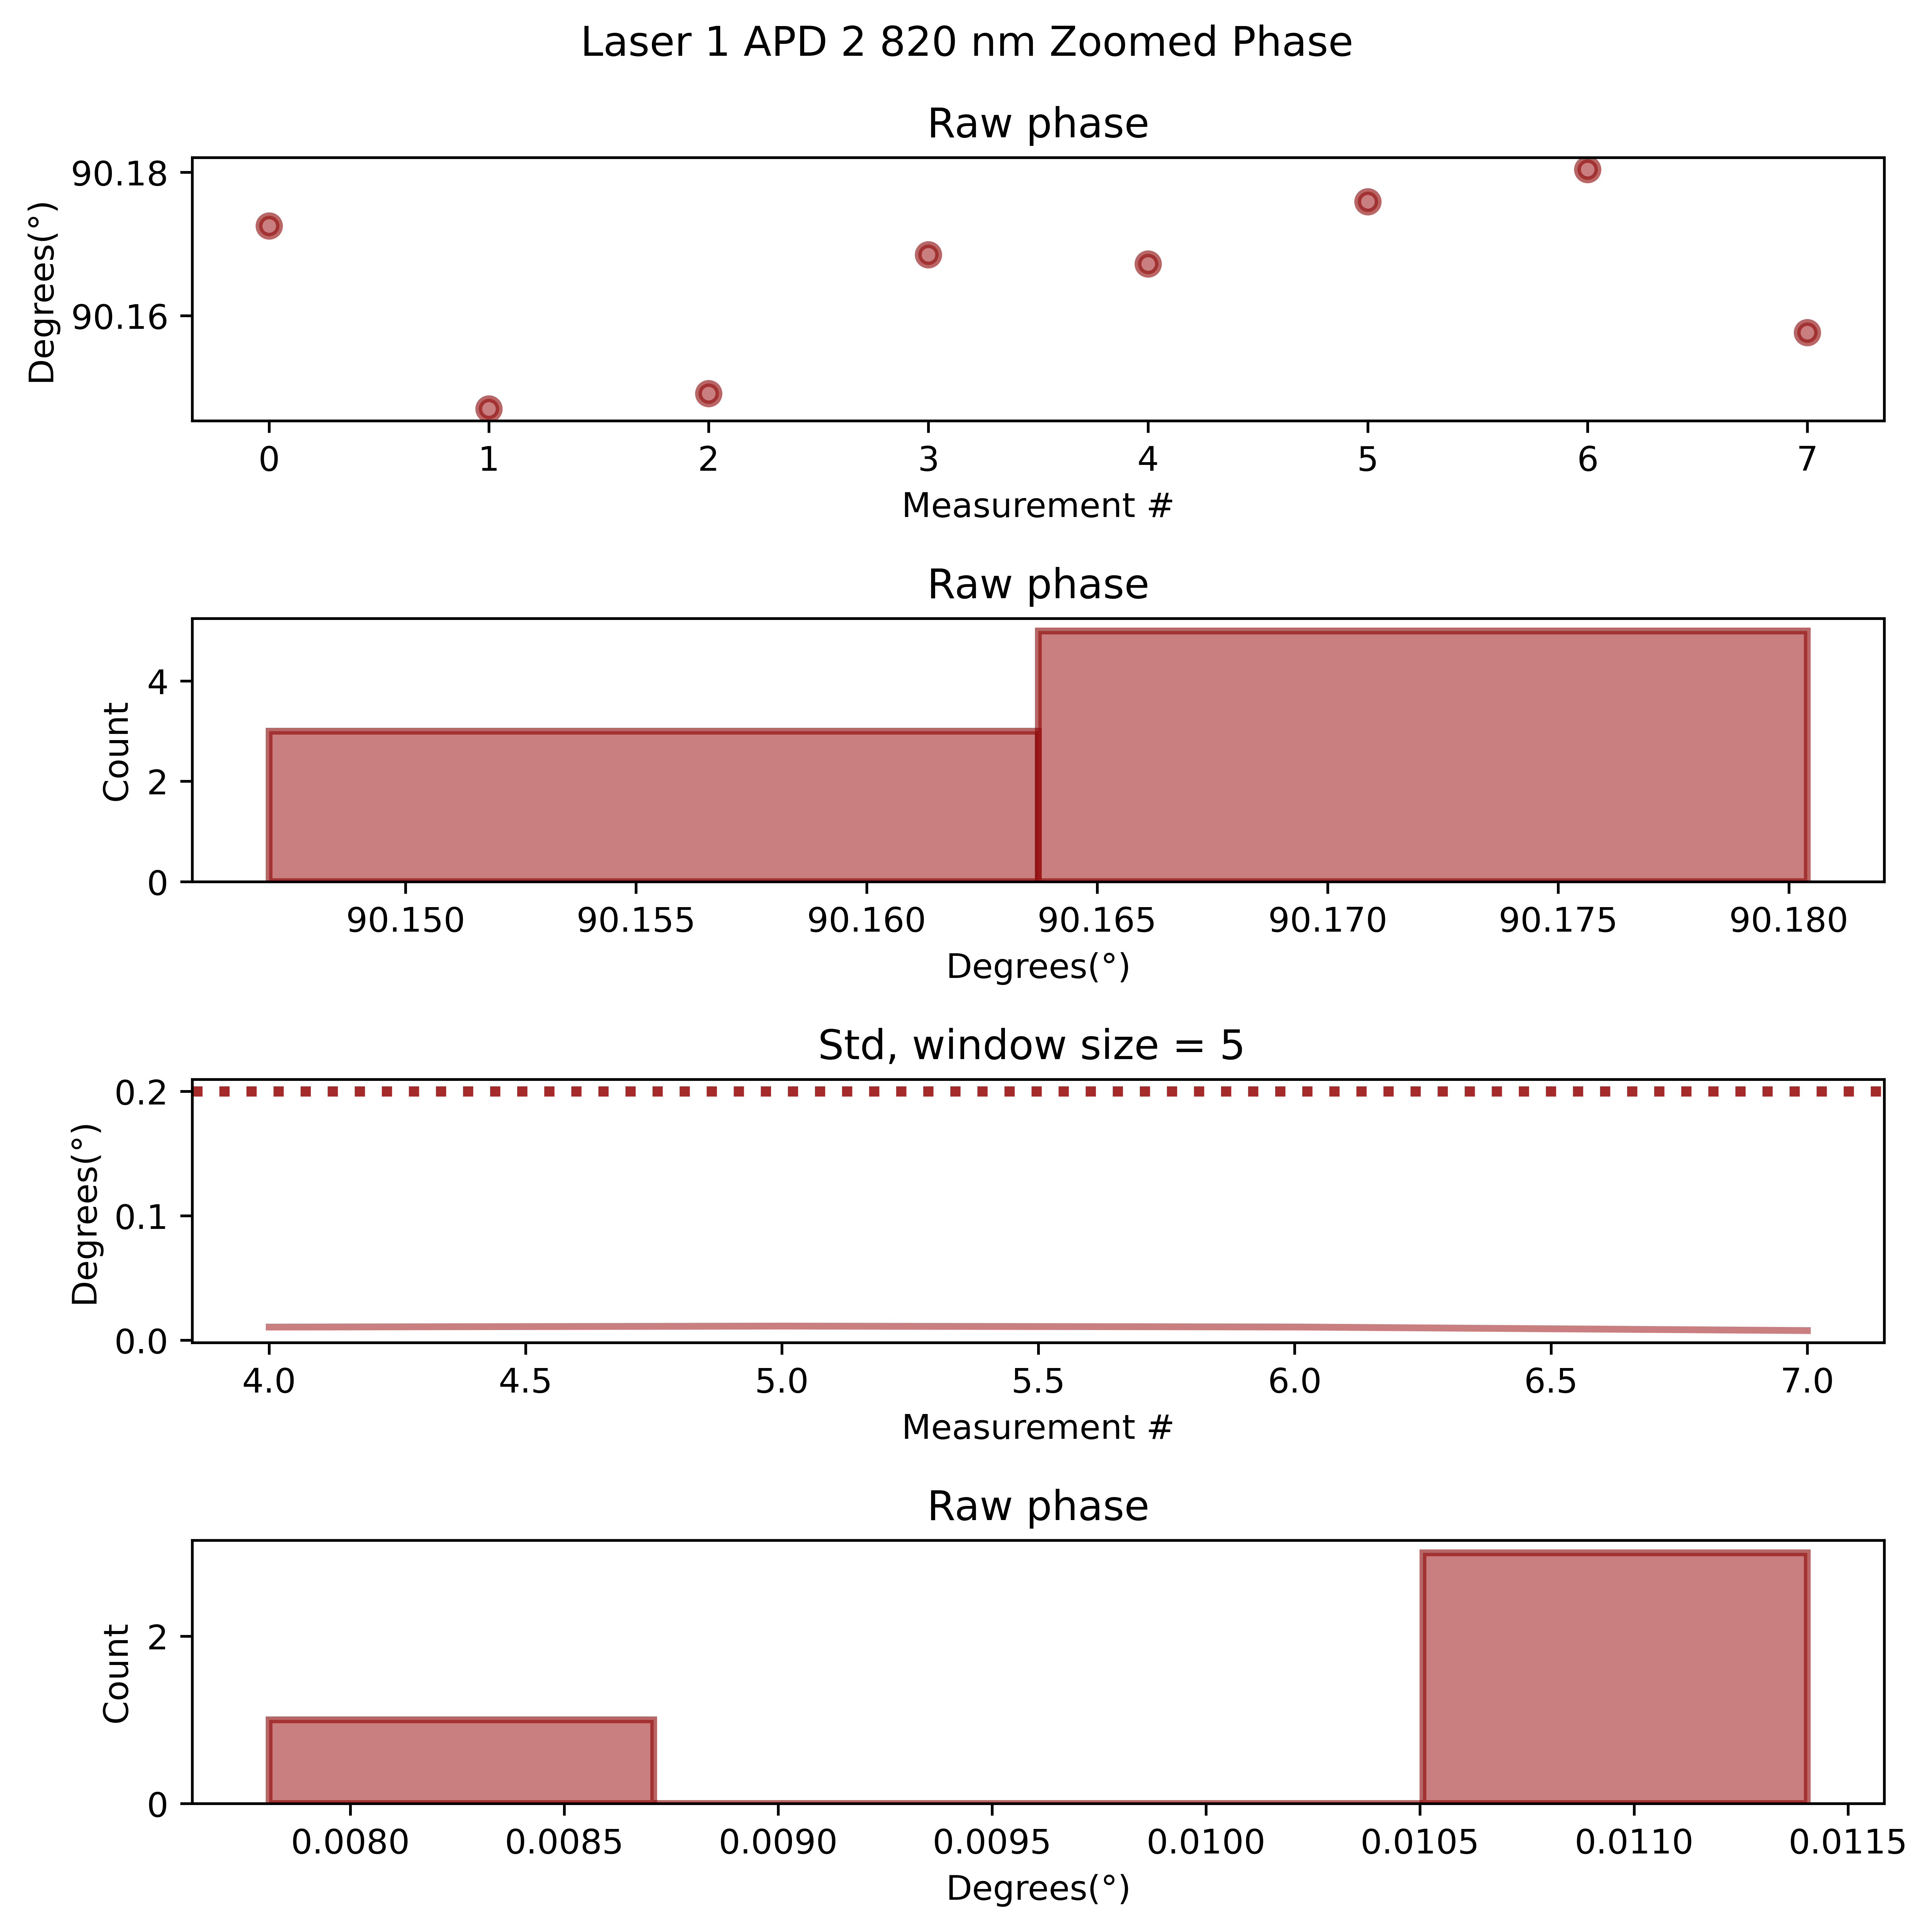 Laser 1 APD 2 820 nm Zoomed Phase
Raw phase
90.18
90.16
Degrees(°)
0 1 2 3 4 5 6 7
Measurement #
Raw phase
4
2
0
Count
90.150 90.155 90.160 90.165 90.170 90.175 90.180
Degrees(°)
Std, window size = 5
0.2
0.1
0.0
Degrees(°)
4.0 4.5 5.0 5.5 6.0 6.5 7.0
Measurement #
Raw phase
2
0
Count
0.0080 0.0085 0.0090 0.0095 0.0100 0.0105 0.0110 0.0115
Degrees(°)